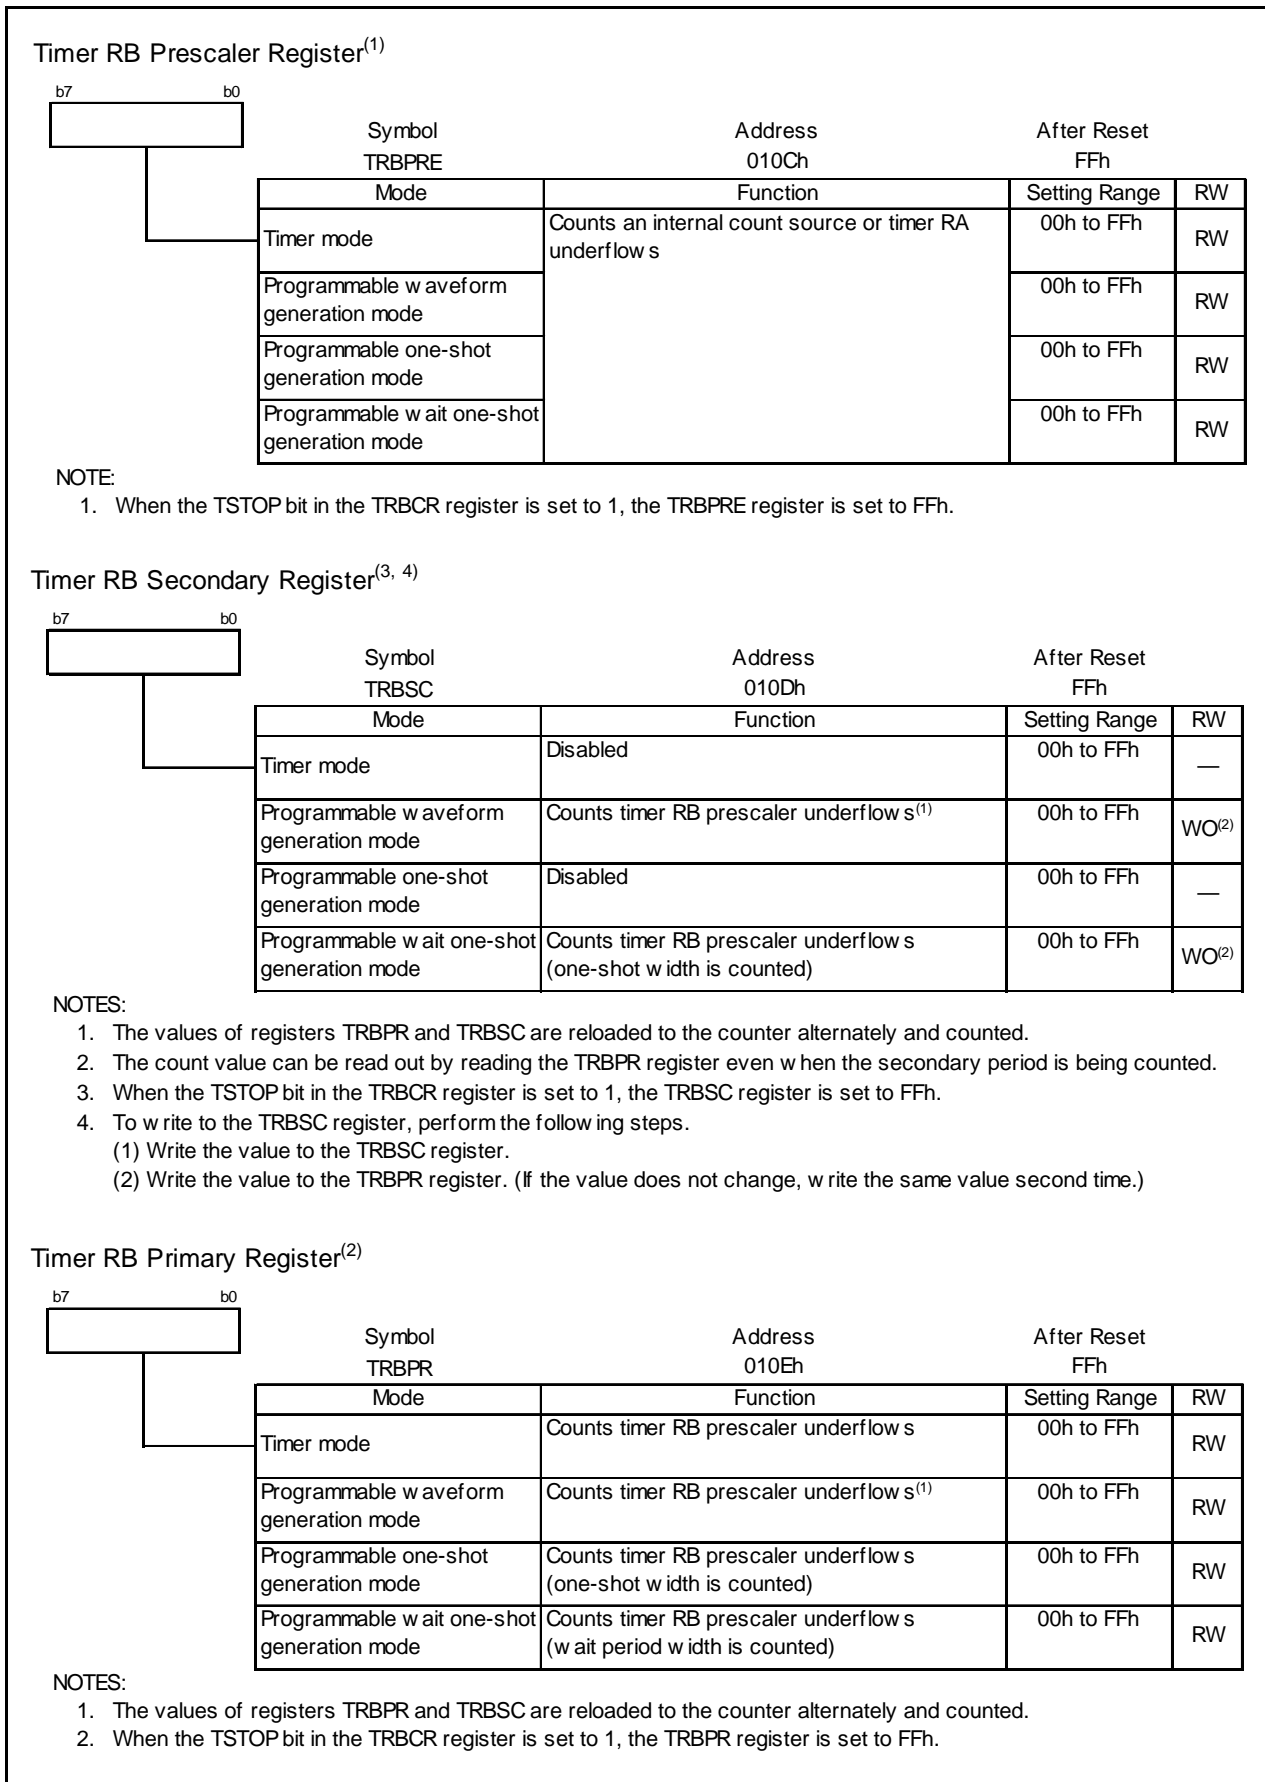 Timer RB Prescaler Register(1)
b7 b0
Symbol Address After Reset
TRBPRE 010Ch FFh
Mode Function Setting Range RW
Timer mode Counts an internal count source or timer RA underflows 00h to FFh RW
Programmable waveform generation mode 00h to FFh RW
Programmable one-shot generation mode 00h to FFh RW
Programmable wait one-shot generation mode 00h to FFh RW
NOTE:
1. When the TSTOP bit in the TRBCR register is set to 1, the TRBPRE register is set to FFh.
Timer RB Secondary Register(3, 4)
b7 b0
Symbol Address After Reset
TRBSC 010Dh FFh
Mode Function Setting Range RW
Timer mode Disabled 00h to FFh —
Programmable waveform generation mode Counts timer RB prescaler underflows(1) 00h to FFh WO(2)
Programmable one-shot generation mode Disabled 00h to FFh —
Programmable wait one-shot generation mode Counts timer RB prescaler underflows (one-shot width is counted) 00h to FFh WO(2)
NOTES:
1. The values of registers TRBPR and TRBSC are reloaded to the counter alternately and counted.
2. The count value can be read out by reading the TRBPR register even when the secondary period is being counted.
3. When the TSTOP bit in the TRBCR register is set to 1, the TRBSC register is set to FFh.
4. To write to the TRBSC register, perform the following steps.
(1) Write the value to the TRBSC register.
(2) Write the value to the TRBPR register. (If the value does not change, write the same value second time.)
Timer RB Primary Register(2)
b7 b0
Symbol Address After Reset
TRBPR 010Eh FFh
Mode Function Setting Range RW
Timer mode Counts timer RB prescaler underflows 00h to FFh RW
Programmable waveform generation mode Counts timer RB prescaler underflows(1) 00h to FFh RW
Programmable one-shot generation mode Counts timer RB prescaler underflows (one-shot width is counted) 00h to FFh RW
Programmable wait one-shot generation mode Counts timer RB prescaler underflows (wait period width is counted) 00h to FFh RW
NOTES:
1. The values of registers TRBPR and TRBSC are reloaded to the counter alternately and counted.
2. When the TSTOP bit in the TRBCR register is set to 1, the TRBPR register is set to FFh.